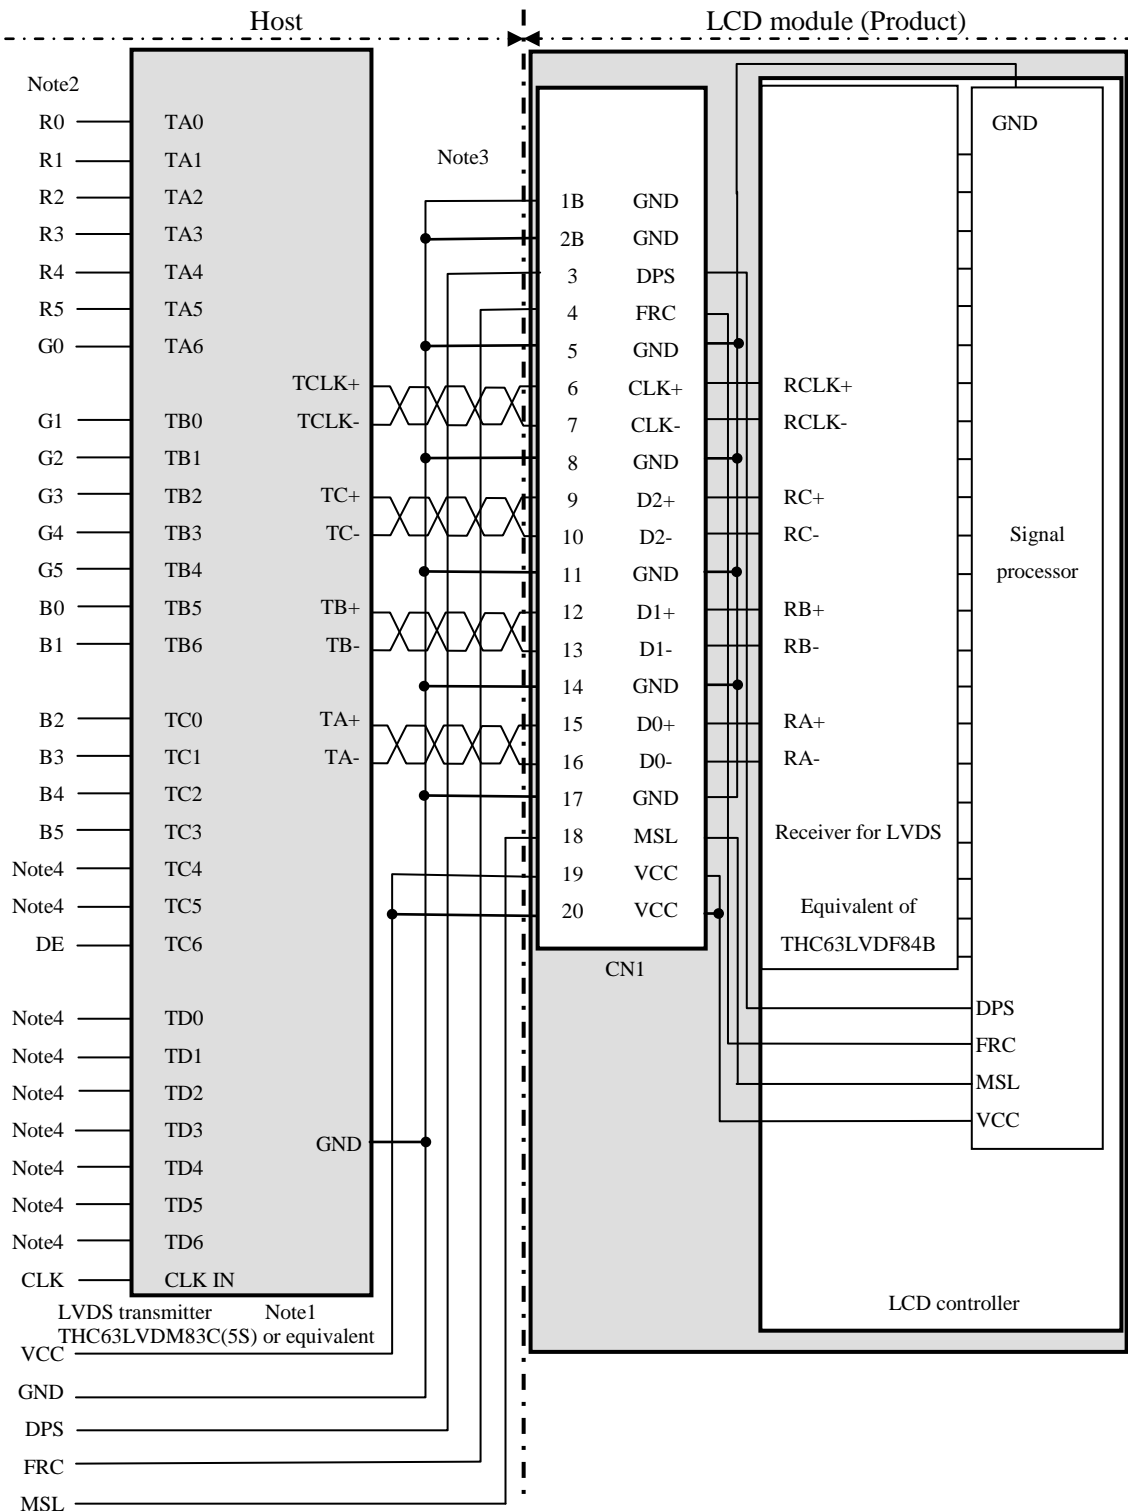 Host
LCD module (Product)
Note2
R0 TA0
R1 TA1
R2 TA2
R3 TA3
R4 TA4
R5 TA5
G0 TA6
G1 TB0
G2 TB1
G3 TB2
G4 TB3
G5 TB4
B0 TB5
B1 TB6
B2 TC0
B3 TC1
B4 TC2
B5 TC3
Note4 TC4
Note4 TC5
DE TC6
Note4 TD0
Note4 TD1
Note4 TD2
Note4 TD3
Note4 TD4
Note4 TD5
Note4 TD6
CLK CLK IN
TCLK+
TCLK-
TC+
TC-
TB+
TB-
TA+
TA-
GND
LVDS transmitter Note1
THC63LVDM83C(5S) or equivalent
VCC
GND
DPS
FRC
MSL
Note3
1B GND
2B GND
3 DPS
4 FRC
5 GND
6 CLK+
7 CLK-
8 GND
9 D2+
10 D2-
11 GND
12 D1+
13 D1-
14 GND
15 D0+
16 D0-
17 GND
18 MSL
19 VCC
20 VCC
CN1
RCLK+
RCLK-
RC+
RC-
RB+
RB-
RA+
RA-
Receiver for LVDS
Equivalent of
THC63LVDF84B
GND
Signal
processor
DPS
FRC
MSL
VCC
LCD controller